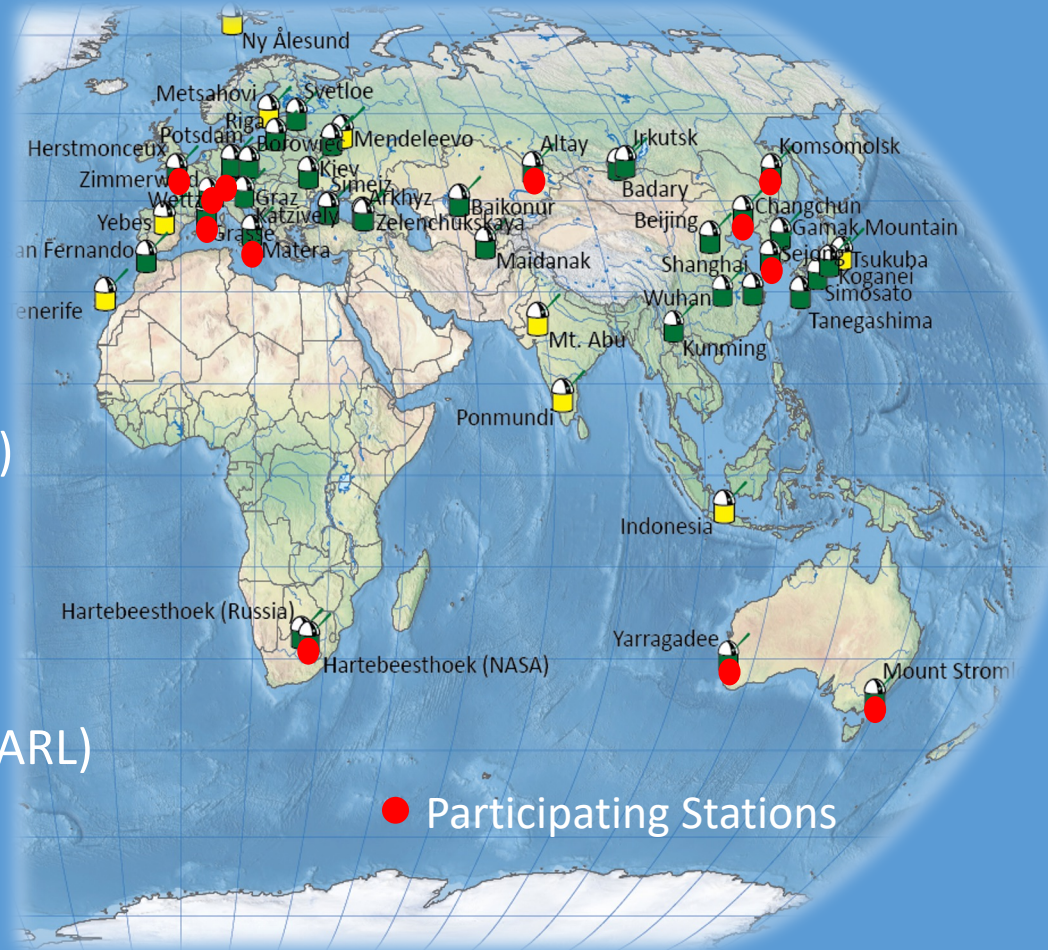 Ny Ålesund
Metsahovi
Svetloe
Riga
Potsdam
Borowiec
Mendeleevo
Herstmonceux
Altay
Irkutsk
Komsomolsk
Zimmerwald
Kiev
Badary
Wettz
Graz
Simeiz
Arkhyz
Baikonur
Changchun
Yebes
Katzively
Zelenchukskaya
Beijing
Gamak Mountain
an Fernando
Grasse
Matera
Maidanak
Shanghai
Sejong
Tsukuba
Koganei
enerife
Wuhan
Simosato
Tanegashima
Mt. Abu
Kunming
Ponmundi
)
Indonesia
Hartebeesthoek (Russia)
Yarragadee
Hartebeesthoek (NASA)
Mount Stroml
ARL)
Participating Stations